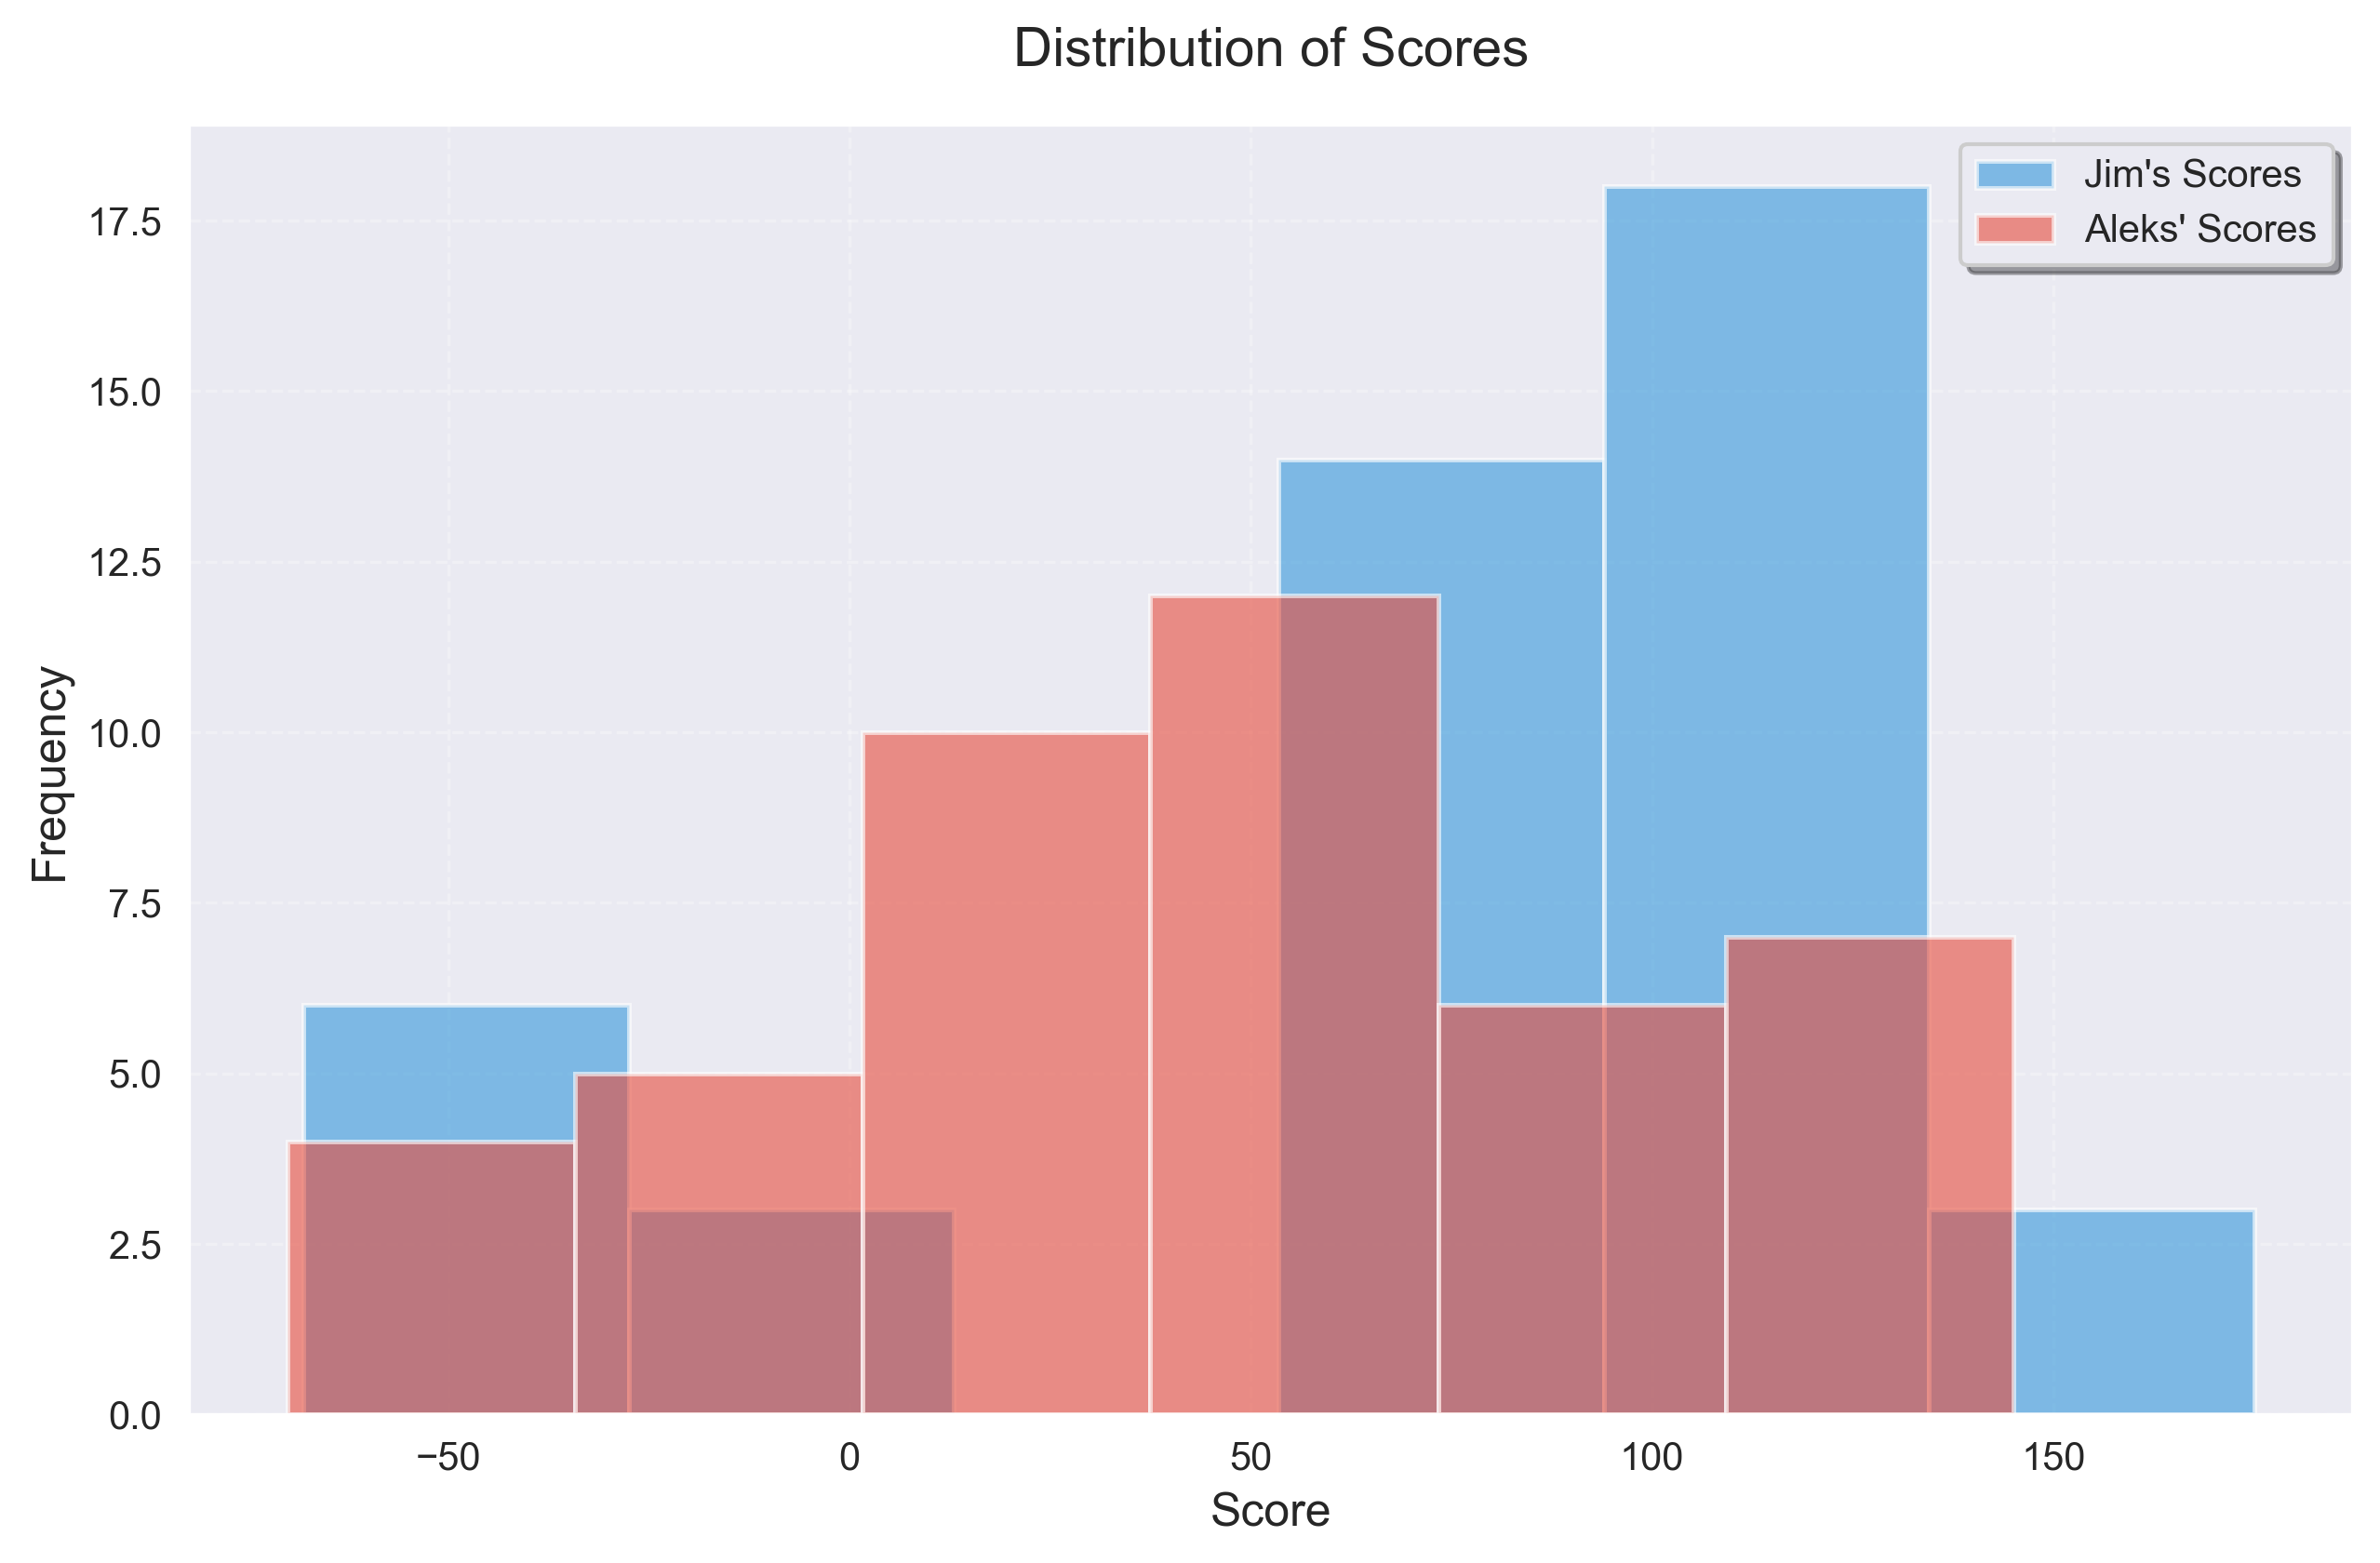 Distribution of Scores
Jim's Scores
Aleks' Scores
17.5
15.0
12.5
10.0
7.5
5.0
2.5
0.0
Frequency
−50
0
50
100
150
Score